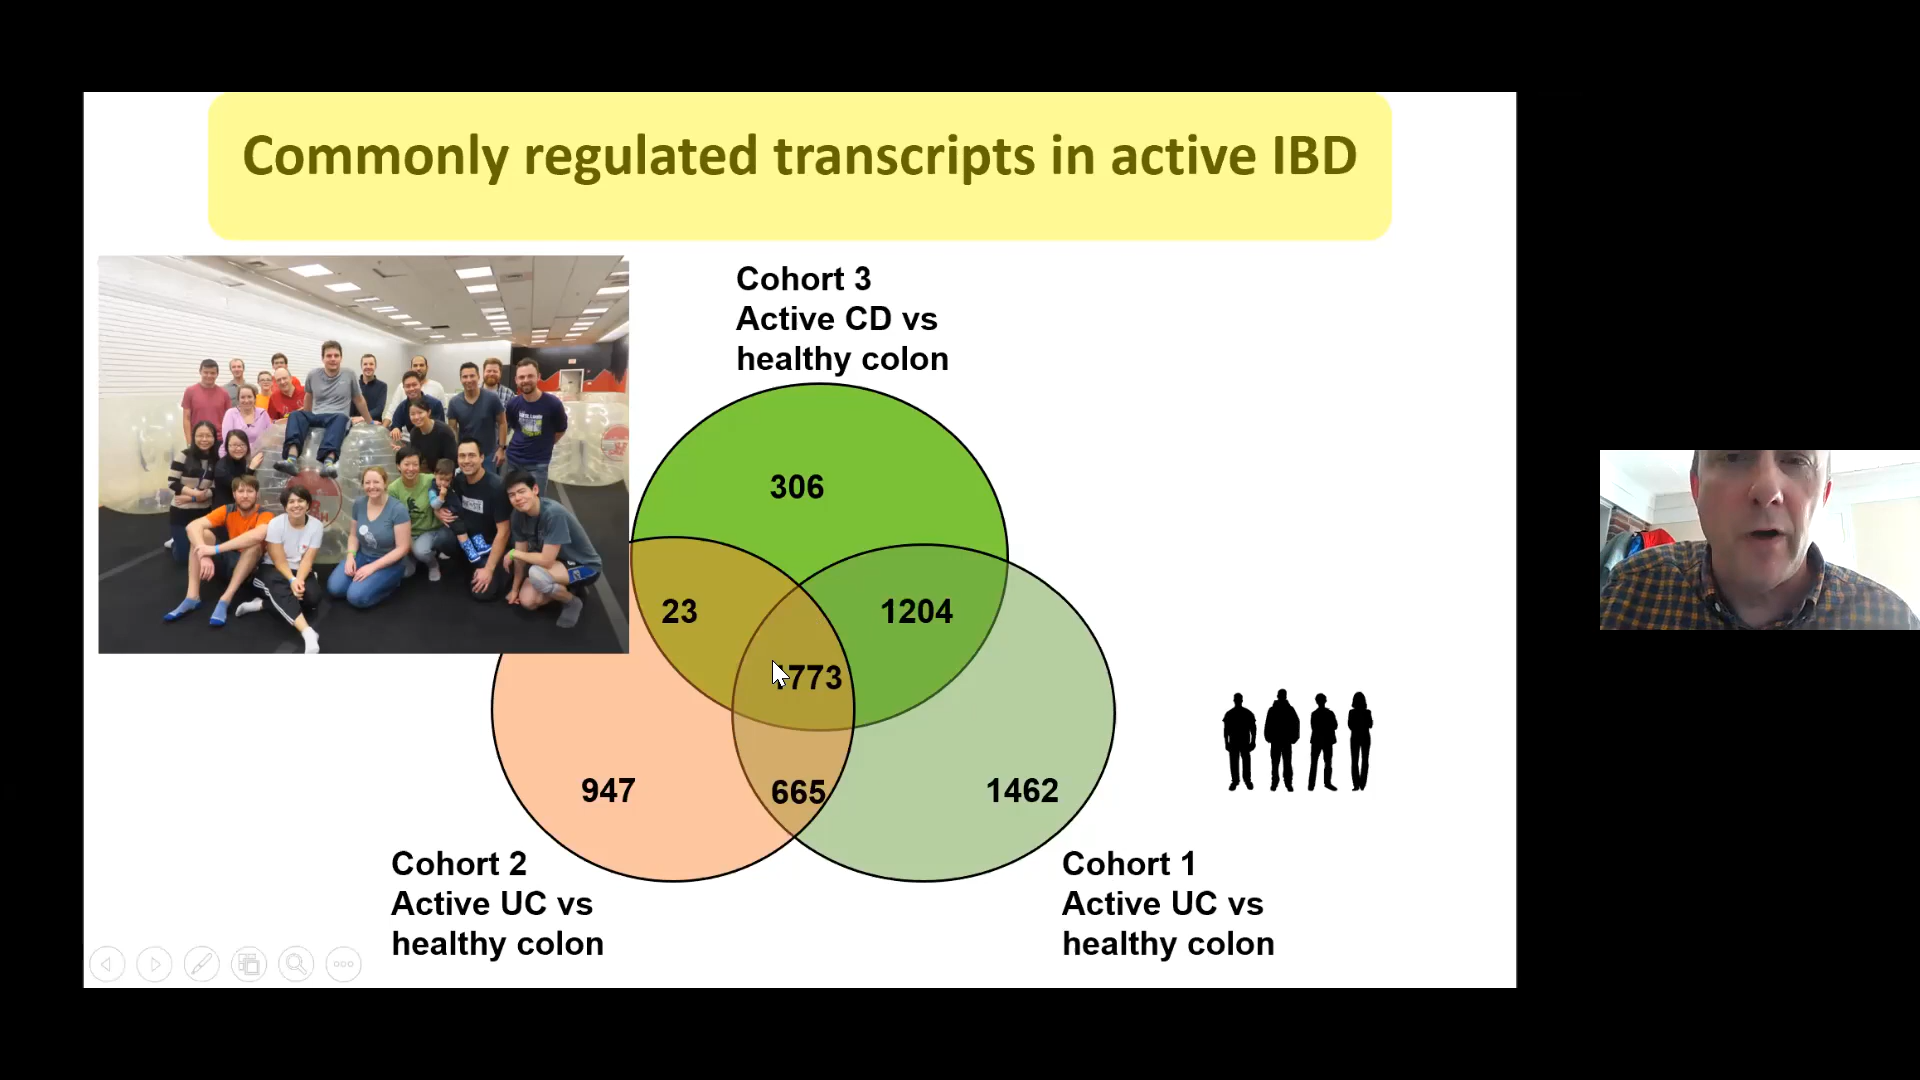 Commonly regulated transcripts in active IBD
Cohort 3
Active CD vs
healthy colon
306
23
1204
773
947
665
1462
Cohort 2
Active UC vs
healthy colon
Cohort 1
Active UC vs
healthy colon